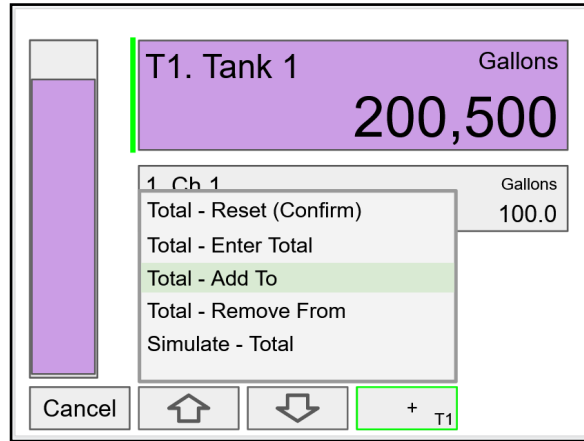 T1. Tank 1 Gallons
200,500
1 Ch 1 Gallons
100.0
Total - Reset (Confirm)
Total - Enter Total
Total - Add To
Total - Remove From
Simulate - Total
Cancel + T1